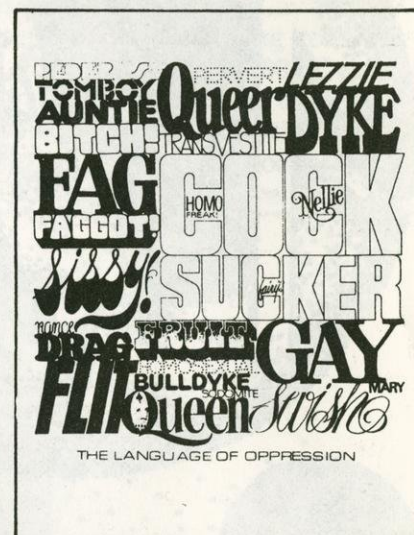 PEDERASTS
PERVERT
LEZZIE
TOMBOY
AUNTIE
Queer
DYKE
BITCH!
TRANSVESTITE
FAG
FAGGOT!
HOMO
FREAK!
COCK
Nellie
sissy!
SUCKER
fairy
nance
DRAG
FRUIT
HOMOSEXUAL
GAY
MARY
FLIT
BULLDYKE
SODOMITE
Queen
Swish
THE LANGUAGE OF OPPRESSION